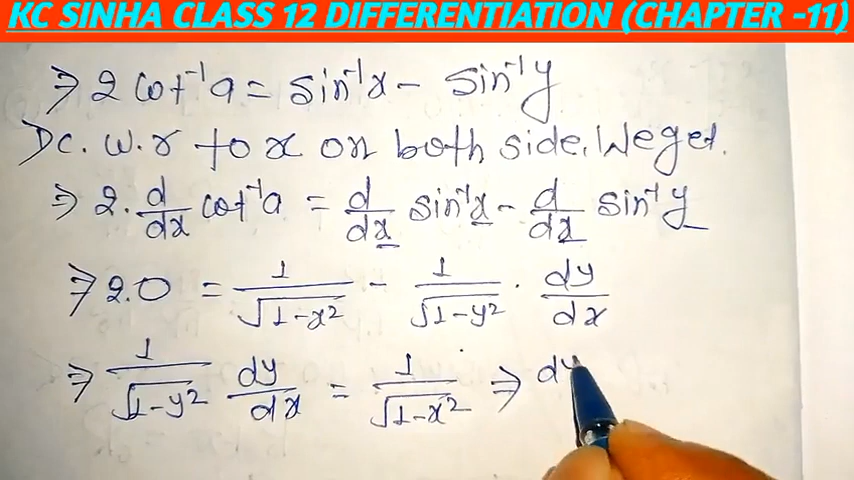 KC SINHA CLASS 12 DIFFERENTIATION (CHAPTER -11)
⇒ 2 cot⁻¹a = sin⁻¹x - sin⁻¹y
Dc. w.r to x on both side, We get.
⇒ 2. d/dx cot⁻¹a = d/dx sin⁻¹x - d/dx sin⁻¹y
⇒ 2.0 = 1/√(1-x²) - 1/√(1-y²) . dy/dx
⇒ 1/√(1-y²) dy/dx = 1/√(1-x²) ⇒ dy